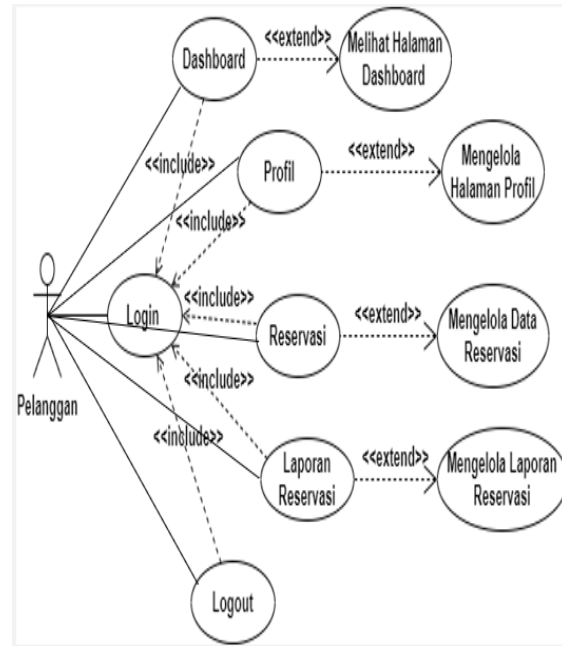 <<extend>>
Dashboard
Melihat Halaman
Dashboard
<<include>>
Profil
<<extend>>
Mengelola
Halaman Profil
<<include>>
Login
<<include>>
Reservasi
<<extend>>
Mengelola Data
Reservasi
Pelanggan
<<include>>
<<include>>
Laporan
Reservasi
<<extend>>
Mengelola Laporan
Reservasi
Logout